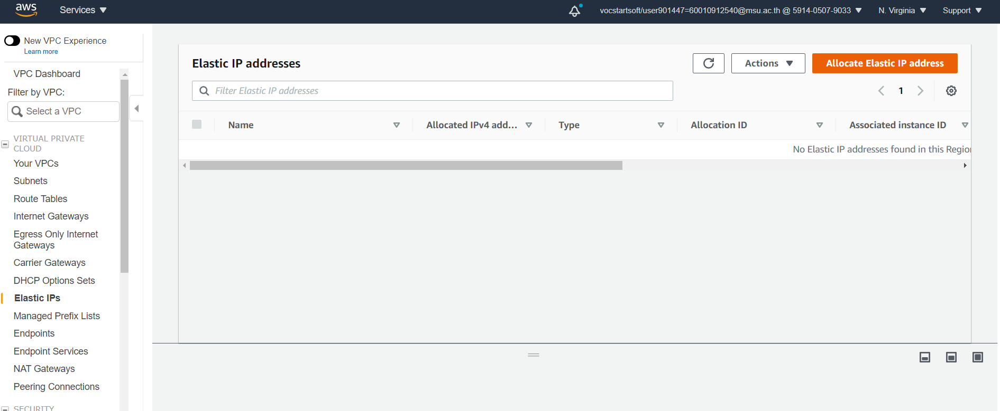 aws
Services
vocstartsoft/user901447=60010912540@msu.ac.th @ 5914-0507-9033
N. Virginia
Support
New VPC Experience
Learn more
VPC Dashboard
Filter by VPC:
Select a VPC
VIRTUAL PRIVATE
CLOUD
Your VPCs
Subnets
Route Tables
Internet Gateways
Egress Only Internet
Gateways
Carrier Gateways
DHCP Options Sets
Elastic IPs
Managed Prefix Lists
Endpoints
Endpoint Services
NAT Gateways
Peering Connections
SECURITY
Elastic IP addresses
Actions
Allocate Elastic IP address
Filter Elastic IP addresses
1
Name
Allocated IPv4 add...
Type
Allocation ID
Associated instance ID
No Elastic IP addresses found in this Region